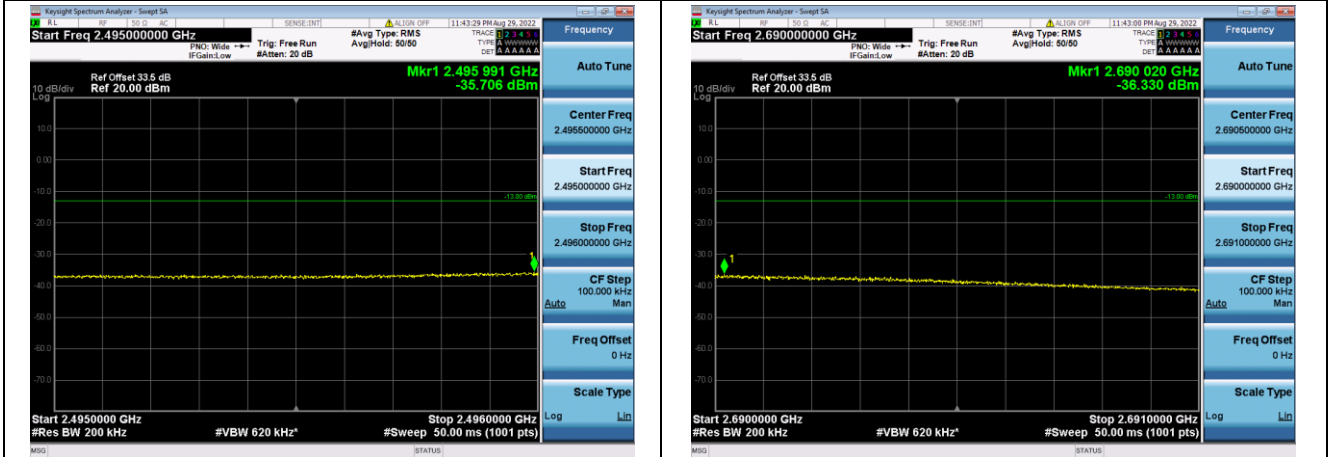 Keysight Spectrum Analyzer - Swept SA
RL RF 50 Ω AC SENSE:INT ALIGN OFF 11:43:29 PM Aug 29, 2022
Start Freq 2.495000000 GHz
PNO: Wide
IFGain:Low
Trig: Free Run
#Atten: 20 dB
#Avg Type: RMS
Avg|Hold: 50/50
TRACE 1 2 3 4 5 6
TYPE A WWWWW
DET A A A A A A
Ref Offset 33.5 dB
10 dB/div Ref 20.00 dBm
Log
Mkr1 2.495 991 GHz
-35.706 dBm
10.0
0.00
-10.0
-13.00 dBm
-20.0
-30.0
1
-40.0
-50.0
-60.0
-70.0
Start 2.4950000 GHz Stop 2.4960000 GHz
#Res BW 200 kHz #VBW 620 kHz* #Sweep 50.00 ms (1001 pts)
MSG STATUS
Frequency
Auto Tune
Center Freq
2.495500000 GHz
Start Freq
2.495000000 GHz
Stop Freq
2.496000000 GHz
CF Step
100.000 kHz
Auto Man
Freq Offset
0 Hz
Scale Type
Log Lin
Keysight Spectrum Analyzer - Swept SA
RL RF 50 Ω AC SENSE:INT ALIGN OFF 11:43:00 PM Aug 29, 2022
Start Freq 2.690000000 GHz
PNO: Wide
IFGain:Low
Trig: Free Run
#Atten: 20 dB
#Avg Type: RMS
Avg|Hold: 50/50
TRACE 1 2 3 4 5 6
TYPE A WWWWW
DET A A A A A A
Ref Offset 33.5 dB
10 dB/div Ref 20.00 dBm
Log
Mkr1 2.690 020 GHz
-36.330 dBm
10.0
0.00
-10.0
-13.00 dBm
-20.0
-30.0
1
-40.0
-50.0
-60.0
-70.0
Start 2.6900000 GHz Stop 2.6910000 GHz
#Res BW 200 kHz #VBW 620 kHz* #Sweep 50.00 ms (1001 pts)
MSG STATUS
Frequency
Auto Tune
Center Freq
2.690500000 GHz
Start Freq
2.690000000 GHz
Stop Freq
2.691000000 GHz
CF Step
100.000 kHz
Auto Man
Freq Offset
0 Hz
Scale Type
Log Lin